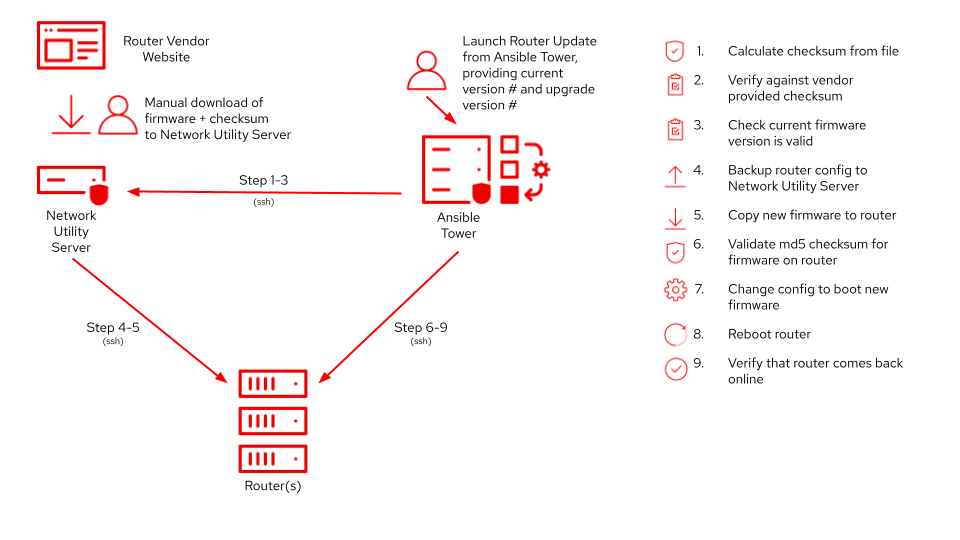 Router Vendor
Website
Manual download of
firmware + checksum
to Network Utility Server
Launch Router Update
from Ansible Tower,
providing current
version # and upgrade
version #
Step 1-3
(ssh)
Network
Utility
Server
Ansible
Tower
Step 4-5
(ssh)
Step 6-9
(ssh)
Router(s)
1. Calculate checksum from file
2. Verify against vendor
provided checksum
3. Check current firmware
version is valid
4. Backup router config to
Network Utility Server
5. Copy new firmware to router
6. Validate md5 checksum for
firmware on router
7. Change config to boot new
firmware
8. Reboot router
9. Verify that router comes back
online